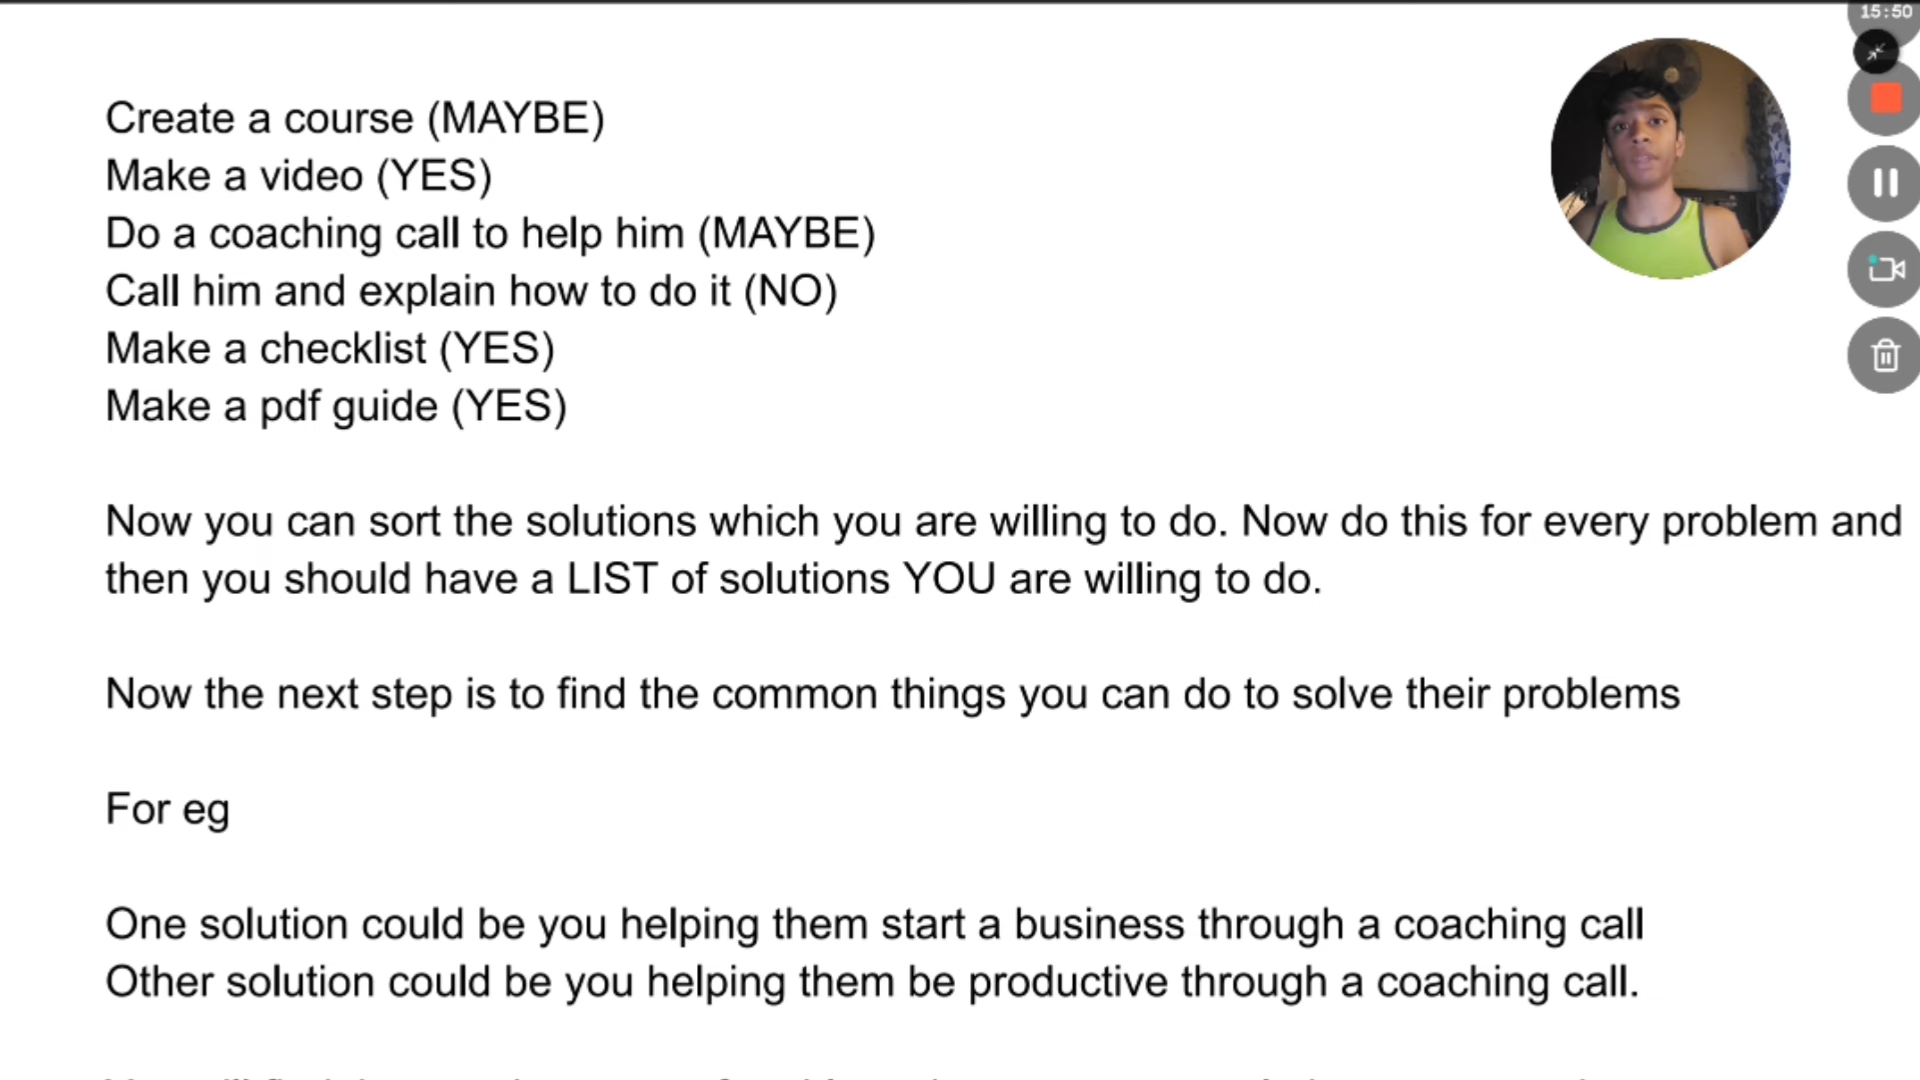 15:50
Create a course (MAYBE)
Make a video (YES)
Do a coaching call to help him (MAYBE)
Call him and explain how to do it (NO)
Make a checklist (YES)
Make a pdf guide (YES)
Now you can sort the solutions which you are willing to do. Now do this for every problem and
then you should have a LIST of solutions YOU are willing to do.
Now the next step is to find the common things you can do to solve their problems
For eg
One solution could be you helping them start a business through a coaching call
Other solution could be you helping them be productive through a coaching call.